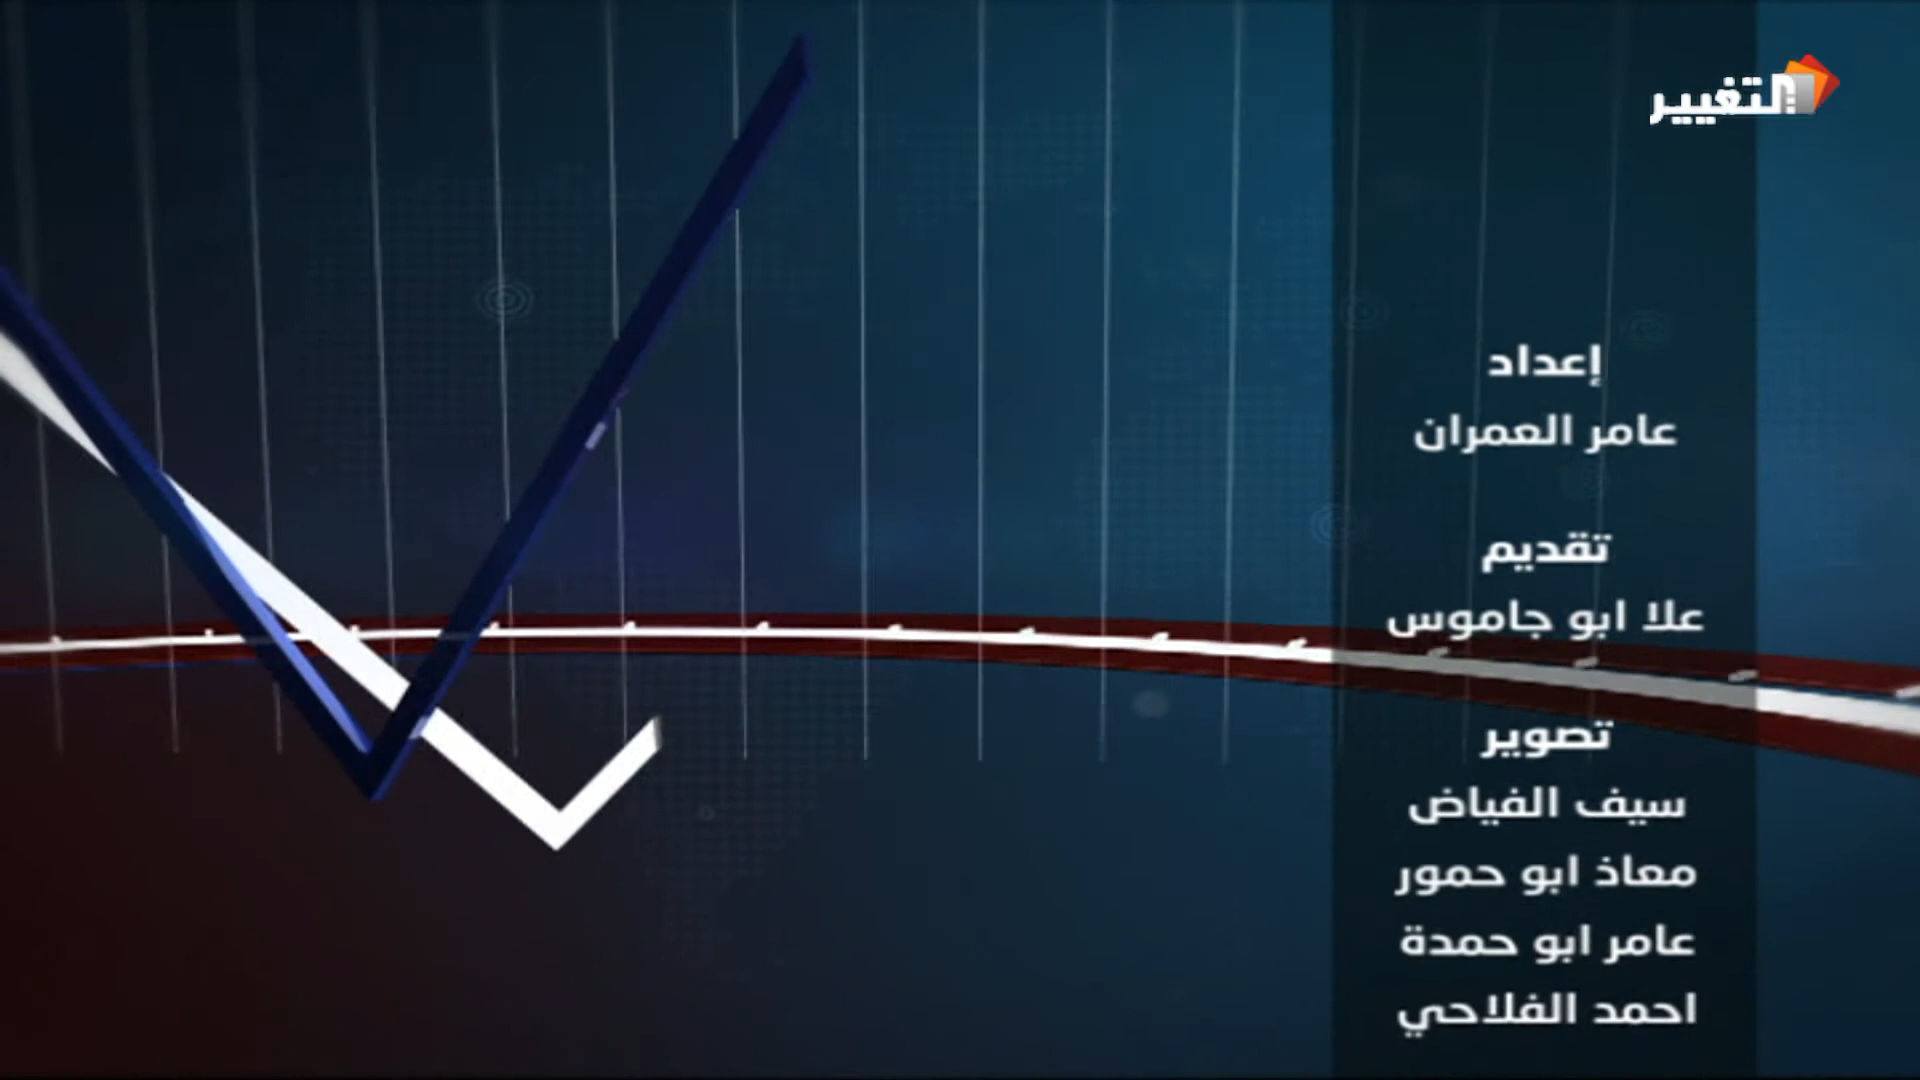 التغيير
إعداد
عامر العمران
تقديم
علا ابو جاموس
تصوير
سيف الفياض
معاذ ابو حمور
عامر ابو حمدة
احمد الفلاحي